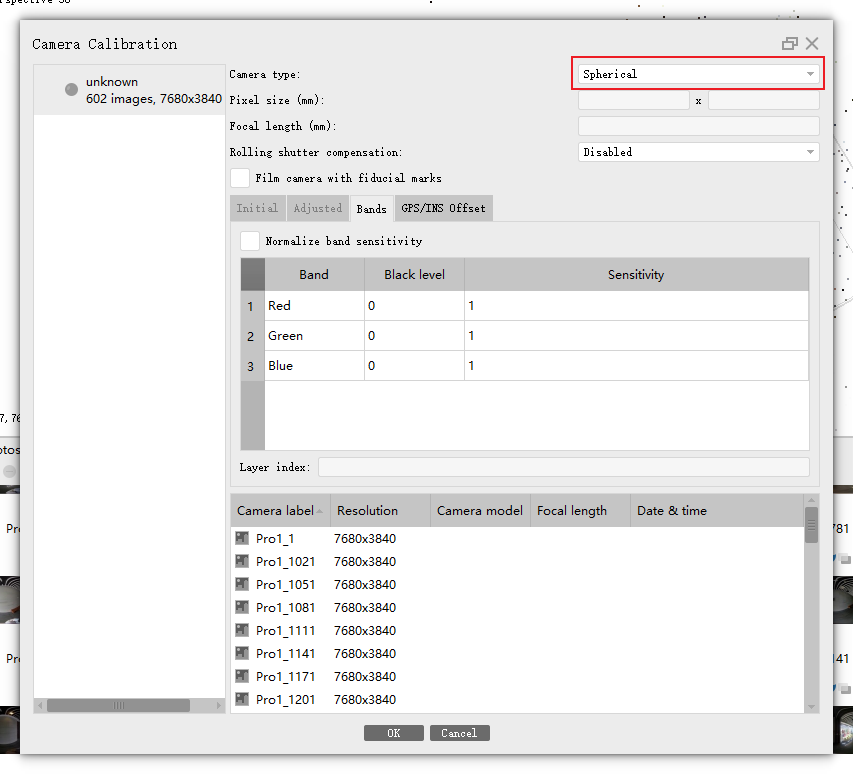 Camera Calibration
unknown
602 images, 7680x3840
Camera type:
Spherical
Pixel size (mm):
x
Focal length (mm):
Rolling shutter compensation:
Disabled
Film camera with fiducial marks
Initial Adjusted Bands GPS/INS Offset
Normalize band sensitivity
Band Black level Sensitivity
1 Red 0 1
2 Green 0 1
3 Blue 0 1
Layer index:
Camera label Resolution Camera model Focal length Date & time
Pro1_1 7680x3840
Pro1_1021 7680x3840
Pro1_1051 7680x3840
Pro1_1081 7680x3840
Pro1_1111 7680x3840
Pro1_1141 7680x3840
Pro1_1171 7680x3840
Pro1_1201 7680x3840
OK Cancel